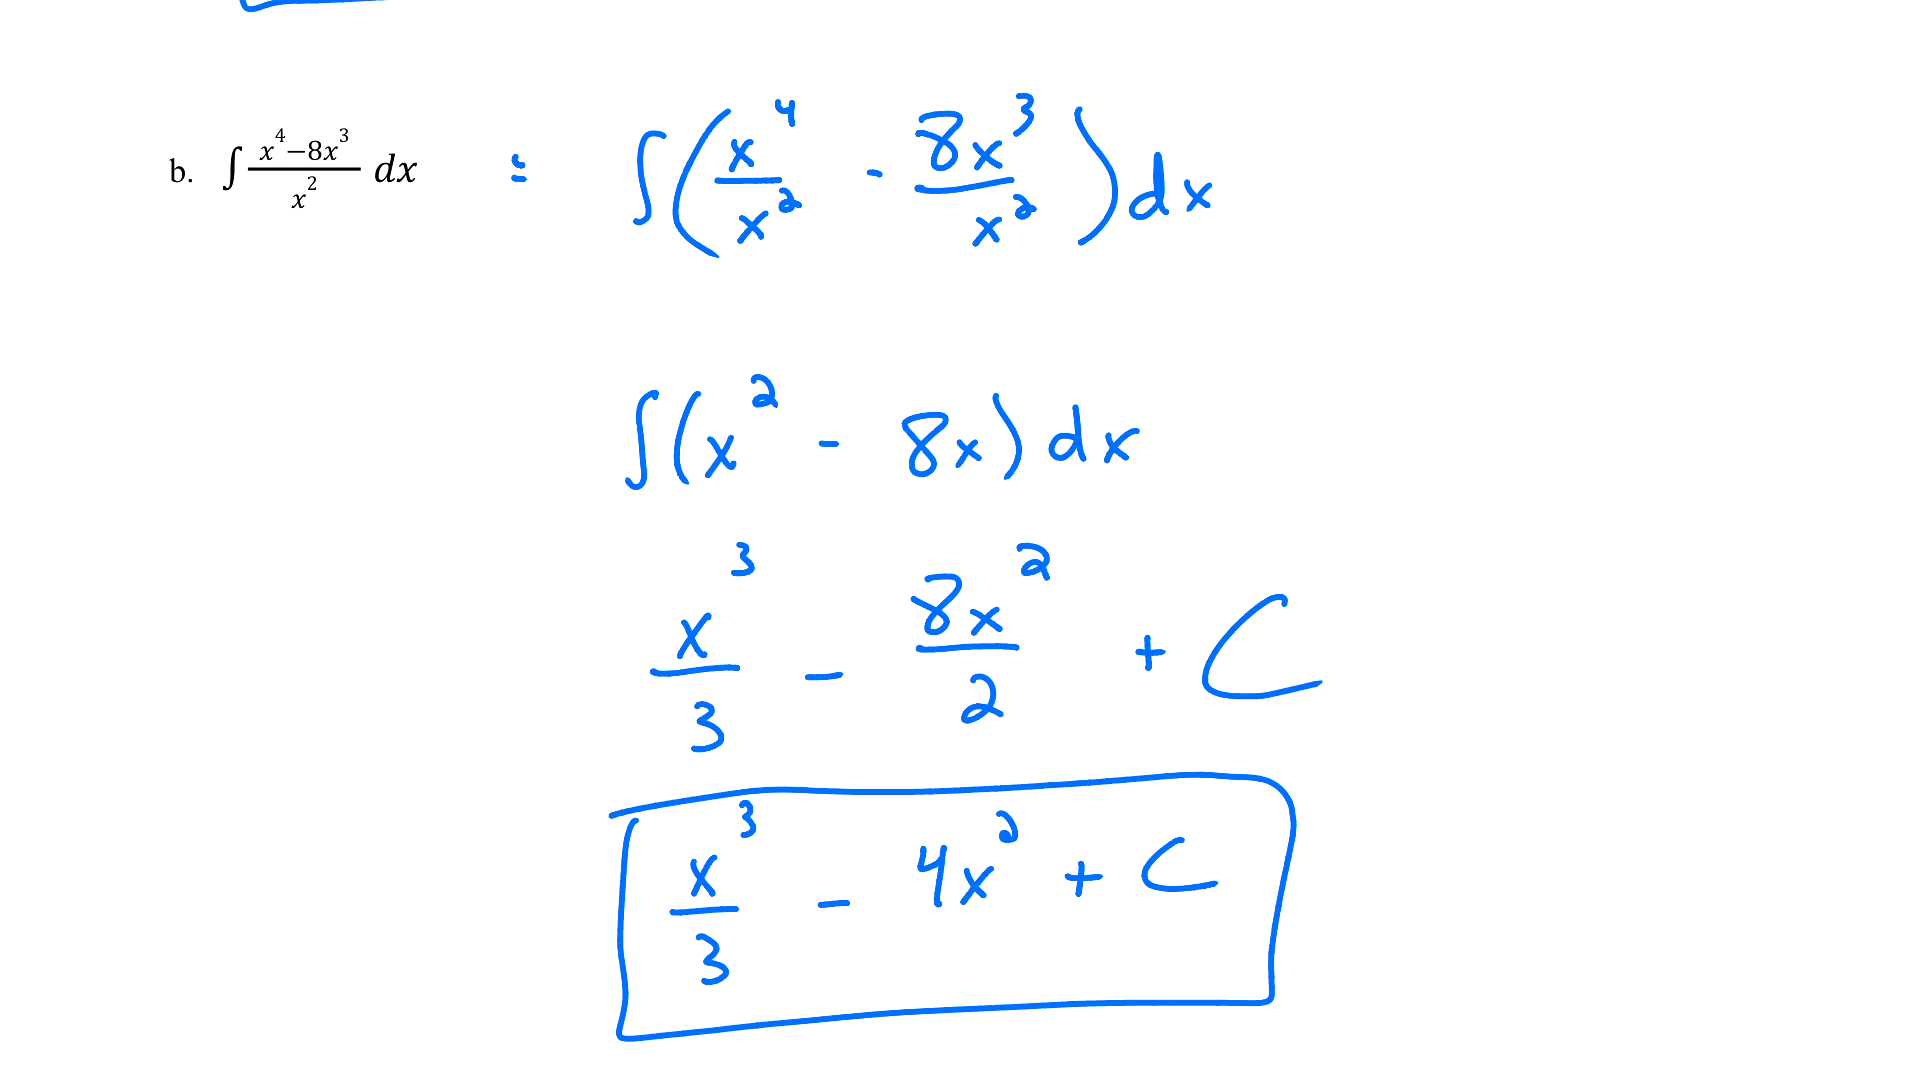 b. ∫ (x⁴−8x³)/x² dx = ∫(x⁴/x² - 8x³/x²)dx
∫(x² - 8x)dx
x³/3 - 8x²/2 + C
x³/3 - 4x² + C